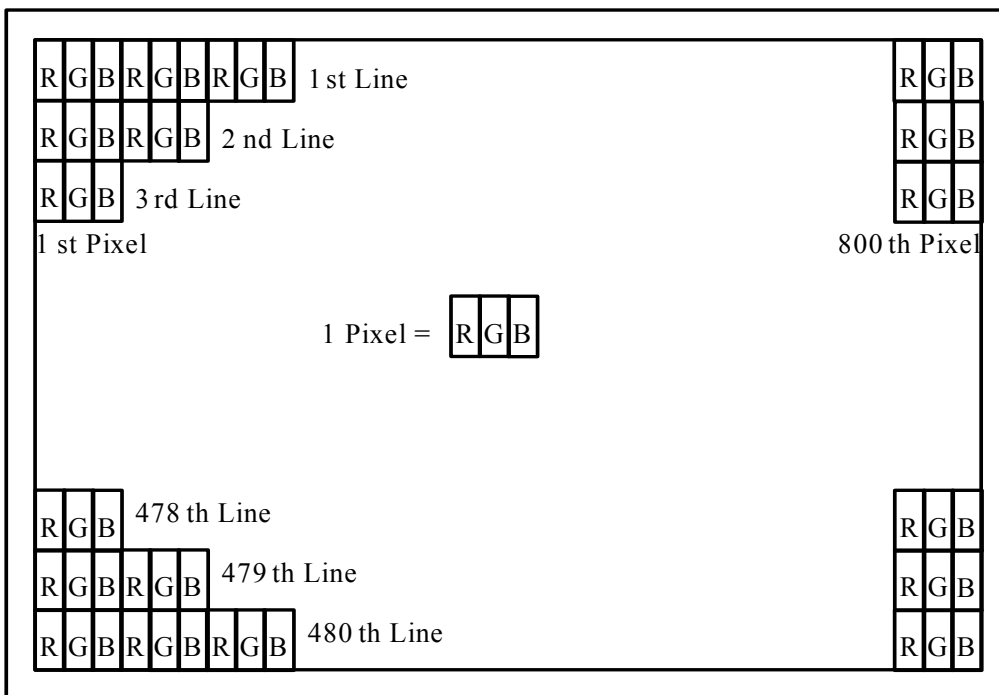 R G B R G B R G B 1 st Line R G B
R G B R G B 2 nd Line R G B
R G B 3 rd Line R G B
1 st Pixel 800 th Pixel
1 Pixel = R G B
R G B 478 th Line R G B
R G B R G B 479 th Line R G B
R G B R G B R G B 480 th Line R G B